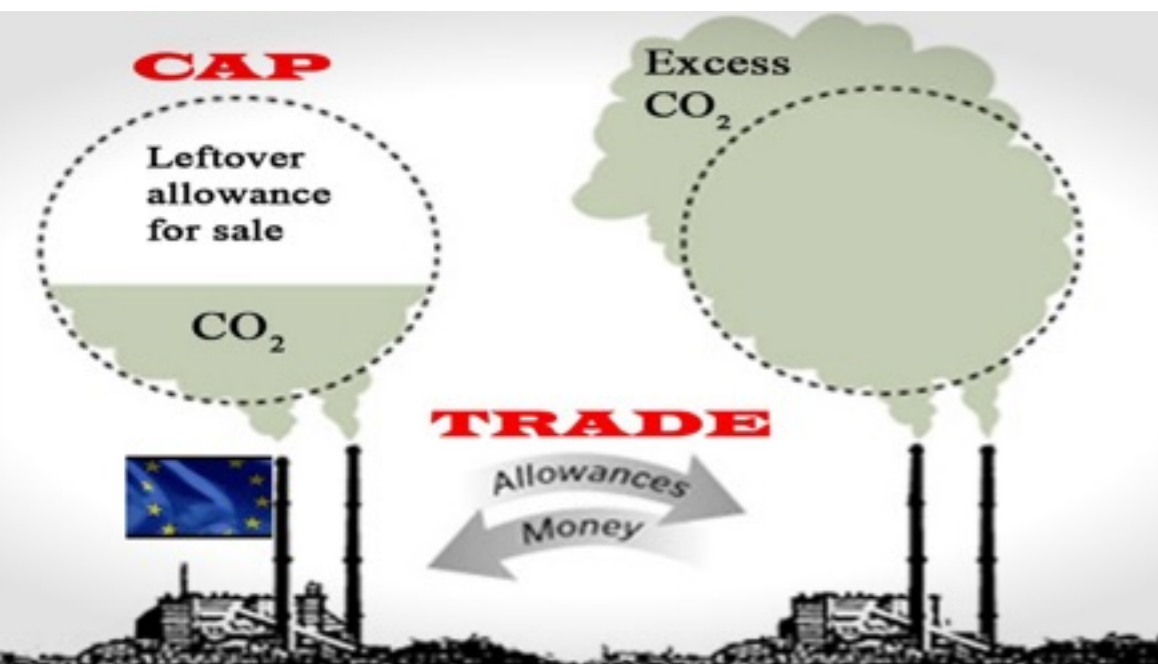 CAP
Leftover
allowance
for sale
CO₂
Excess
CO₂
TRADE
Allowances
Money